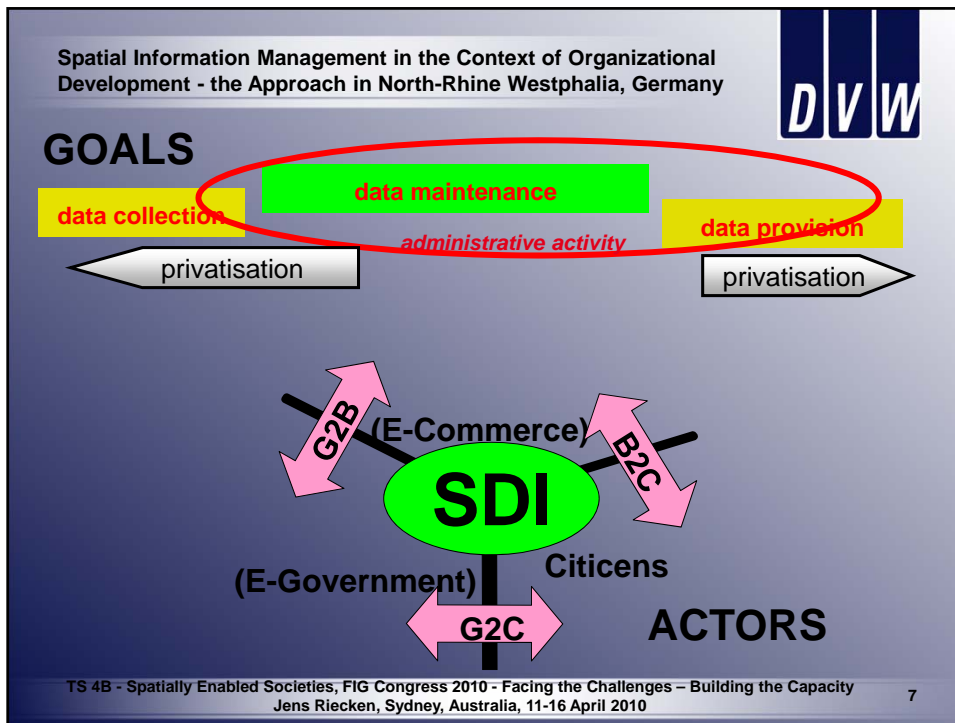 Spatial Information Management in the Context of Organizational
Development - the Approach in North-Rhine Westphalia, Germany
DVW
GOALS
data maintenance
data collection
data provision
administrative activity
privatisation
privatisation
G2B
(E-Commerce)
B2C
SDI
Citicens
(E-Government)
G2C
ACTORS
TS 4B - Spatially Enabled Societies, FIG Congress 2010 - Facing the Challenges – Building the Capacity
Jens Riecken, Sydney, Australia, 11-16 April 2010
7